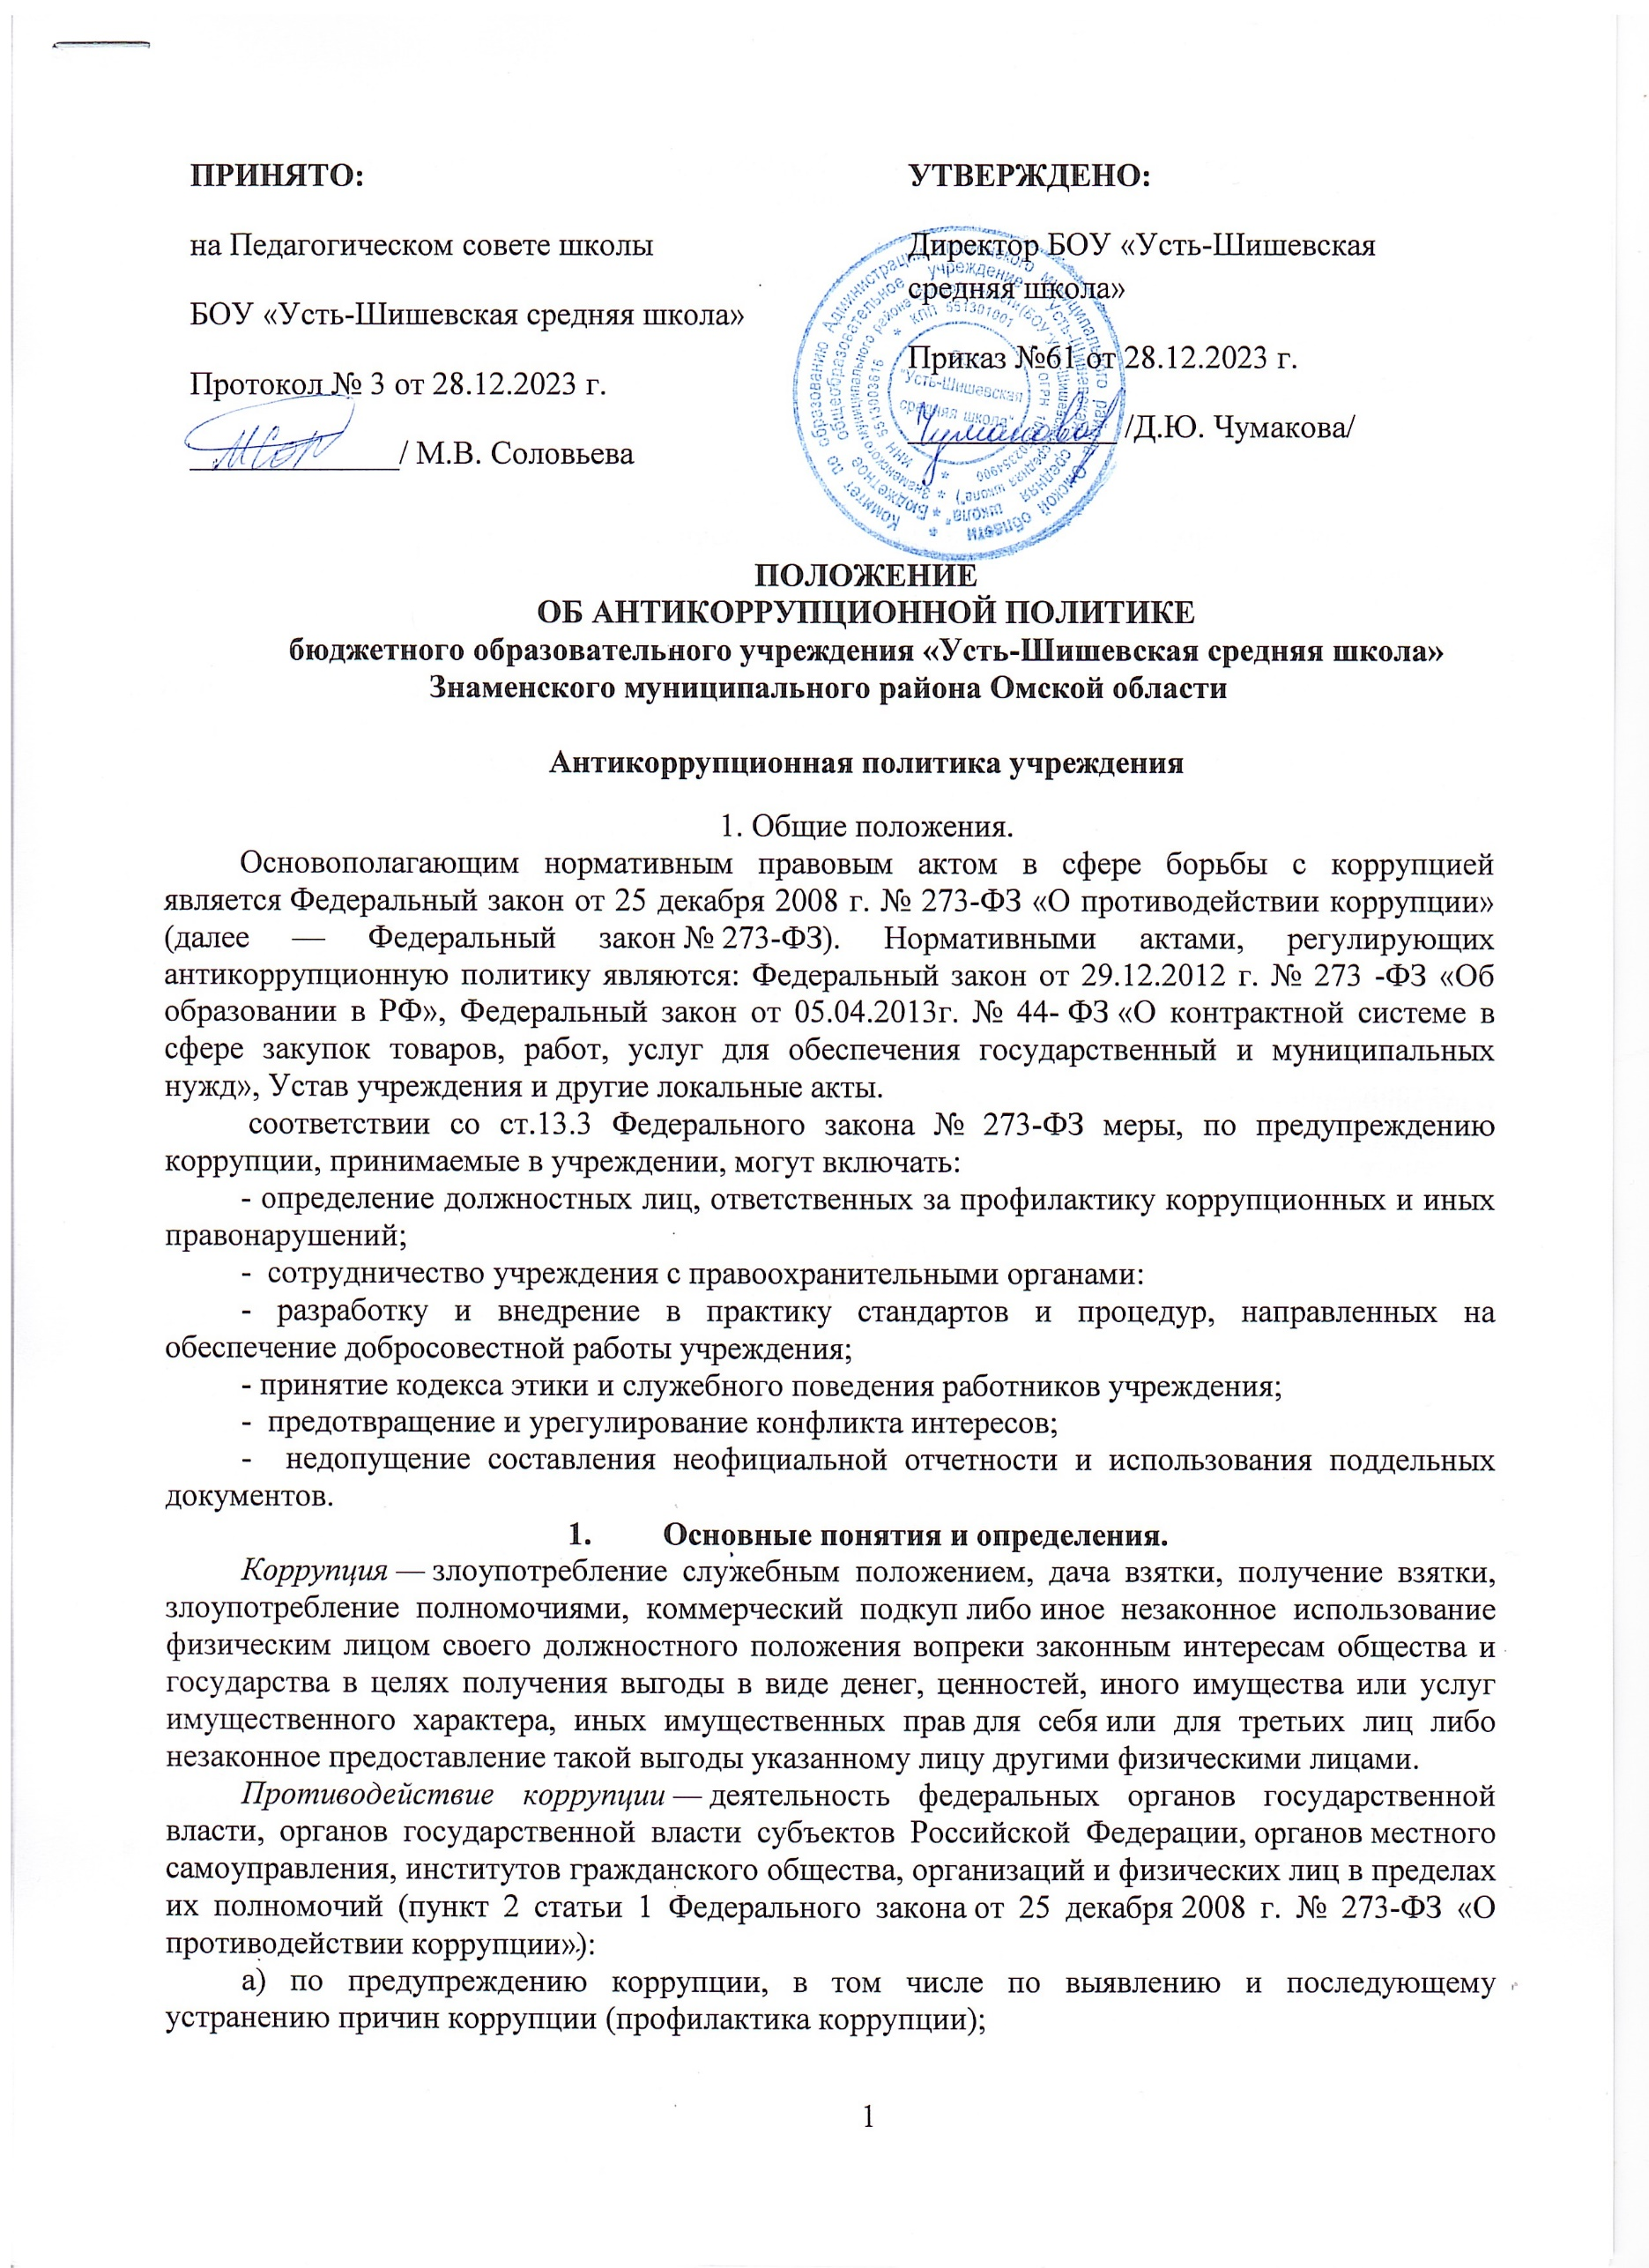 ПРИНЯТО:
на Педагогическом совете школы
БОУ «Усть-Шишевская средняя школа»
Протокол № 3 от 28.12.2023 г.
/ М.В. Соловьева
УТВЕРЖДЕНО:
Директор БОУ «Усть-Шишевская
средняя школа»
Приказ №61 от 28.12.2023 г.
/Д.Ю. Чумакова/
КПП 551301001
"Усть-Шишевская
средняя школа"
ПОЛОЖЕНИЕ
ОБ АНТИКОРРУПЦИОННОЙ ПОЛИТИКЕ
бюджетного образовательного учреждения «Усть-Шишевская средняя школа»
Знаменского муниципального района Омской области
Антикоррупционная политика учреждения
1. Общие положения.
Основополагающим нормативным правовым актом в сфере борьбы с коррупцией
является Федеральный закон от 25 декабря 2008 г. № 273-ФЗ «О противодействии коррупции»
(далее — Федеральный закон № 273-ФЗ). Нормативными актами, регулирующих
антикоррупционную политику являются: Федеральный закон от 29.12.2012 г. № 273 -ФЗ «Об
образовании в РФ», Федеральный закон от 05.04.2013г. № 44- ФЗ «О контрактной системе в
сфере закупок товаров, работ, услуг для обеспечения государственный и муниципальных
нужд», Устав учреждения и другие локальные акты.
соответствии со ст.13.3 Федерального закона № 273-ФЗ меры, по предупреждению
коррупции, принимаемые в учреждении, могут включать:
- определение должностных лиц, ответственных за профилактику коррупционных и иных
правонарушений;
- сотрудничество учреждения с правоохранительными органами:
- разработку и внедрение в практику стандартов и процедур, направленных на
обеспечение добросовестной работы учреждения;
- принятие кодекса этики и служебного поведения работников учреждения;
- предотвращение и урегулирование конфликта интересов;
- недопущение составления неофициальной отчетности и использования поддельных
документов.
1. Основные понятия и определения.
Коррупция — злоупотребление служебным положением, дача взятки, получение взятки,
злоупотребление полномочиями, коммерческий подкуп либо иное незаконное использование
физическим лицом своего должностного положения вопреки законным интересам общества и
государства в целях получения выгоды в виде денег, ценностей, иного имущества или услуг
имущественного характера, иных имущественных прав для себя или для третьих лиц либо
незаконное предоставление такой выгоды указанному лицу другими физическими лицами.
Противодействие коррупции — деятельность федеральных органов государственной
власти, органов государственной власти субъектов Российской Федерации, органов местного
самоуправления, институтов гражданского общества, организаций и физических лиц в пределах
их полномочий (пункт 2 статьи 1 Федерального закона от 25 декабря 2008 г. № 273-ФЗ «О
противодействии коррупции»):
а) по предупреждению коррупции, в том числе по выявлению и последующему
устранению причин коррупции (профилактика коррупции);
1